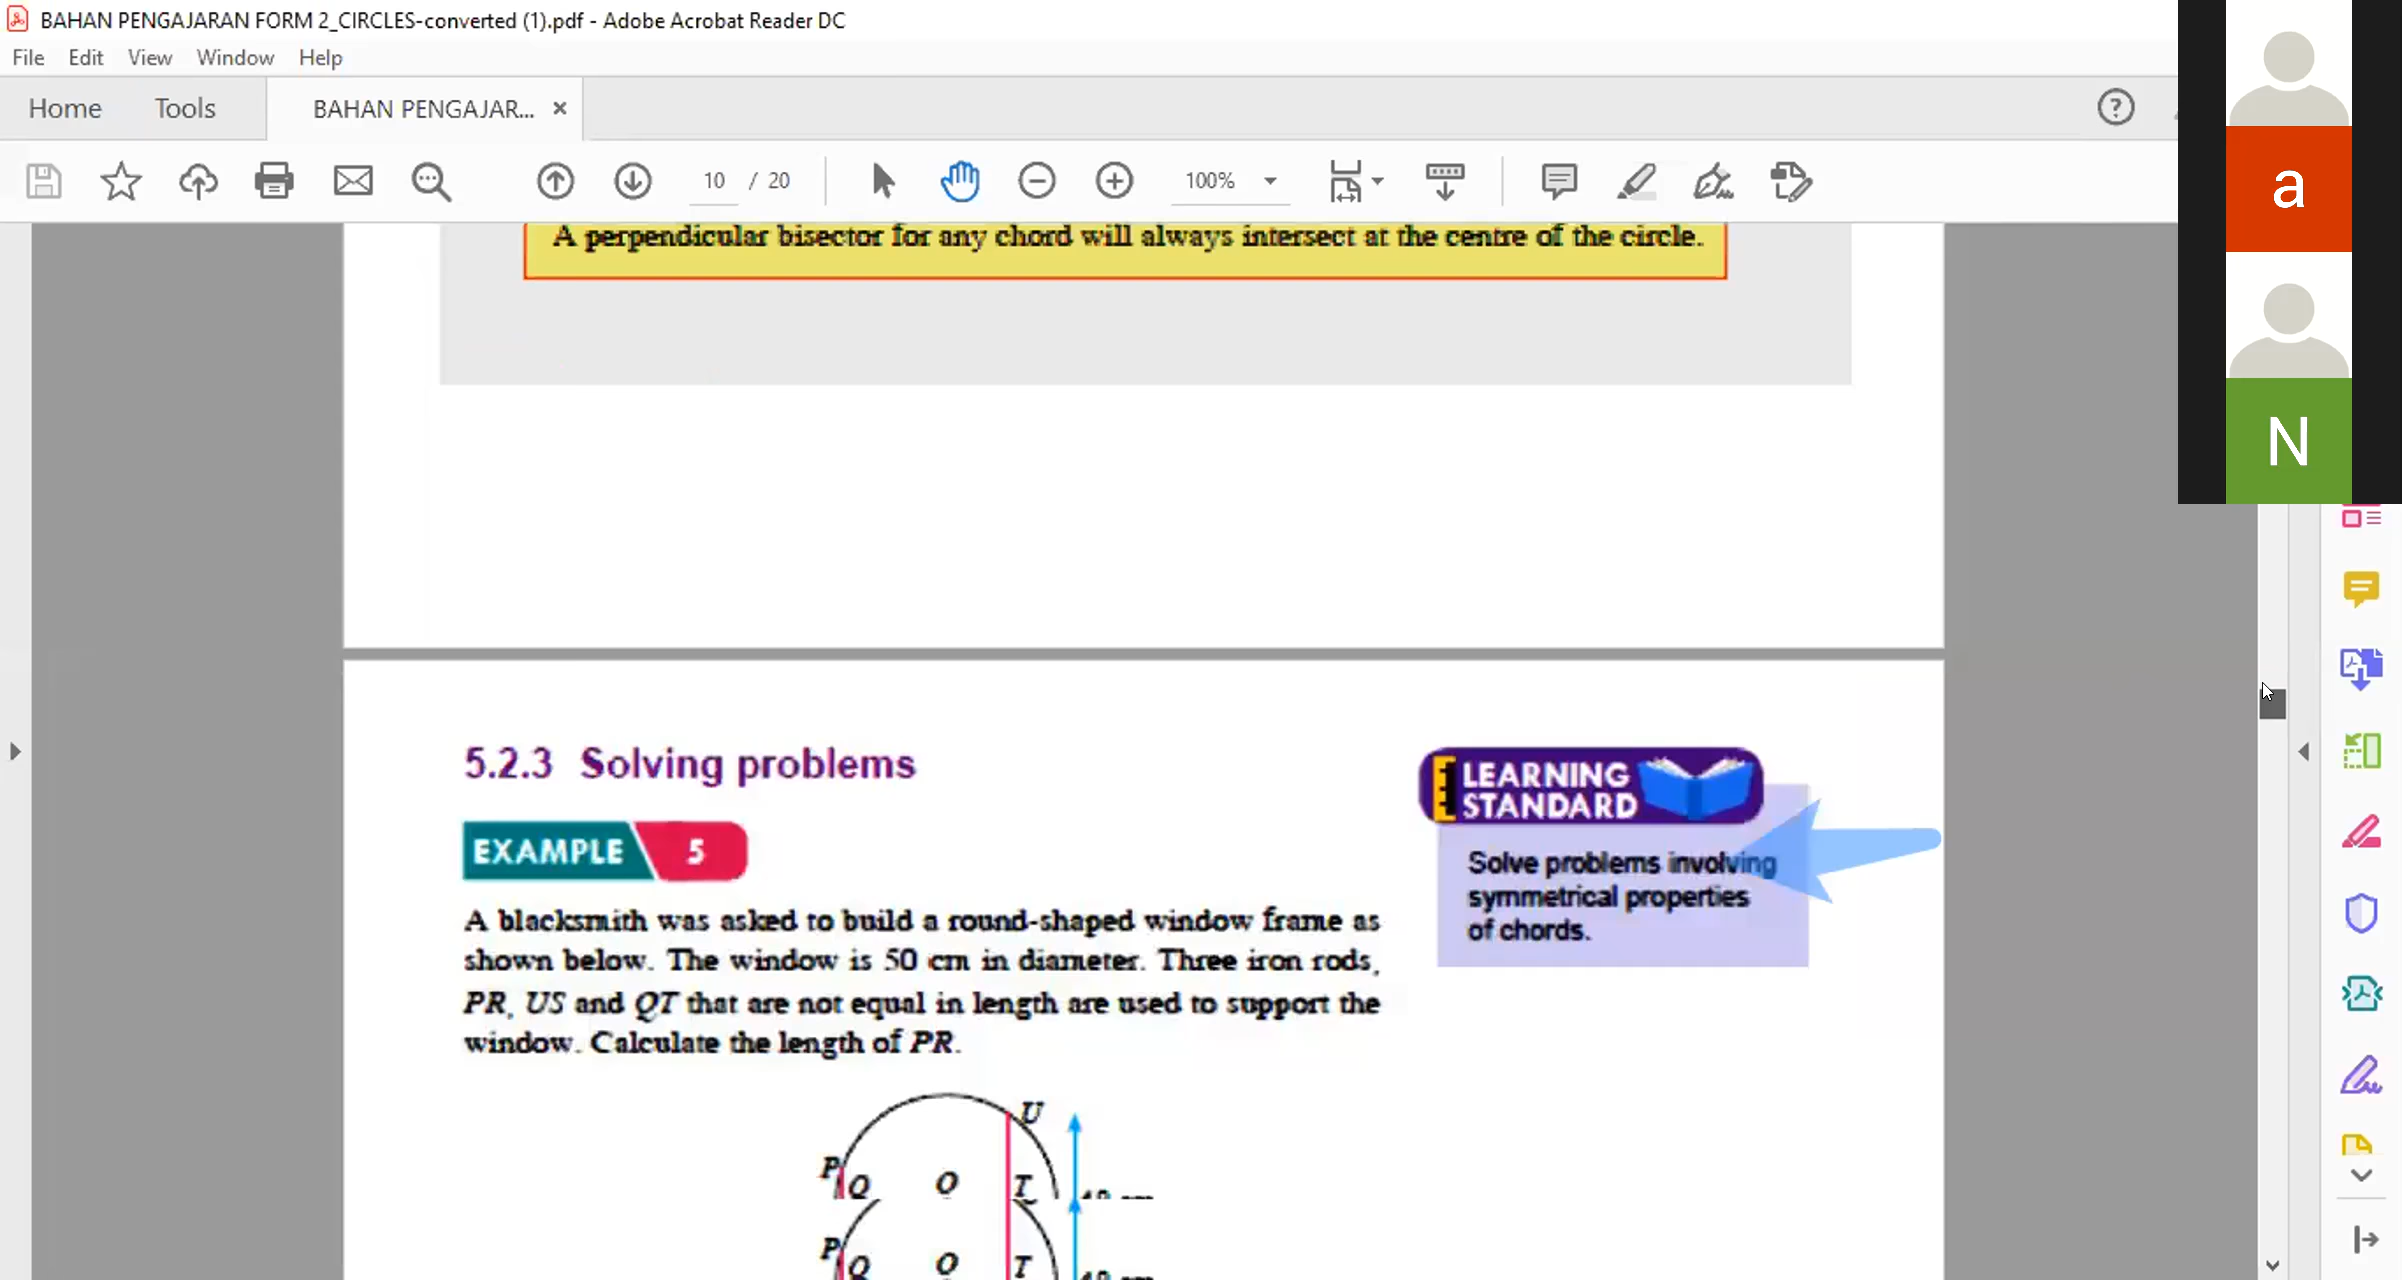 BAHAN PENGAJARAN FORM 2_CIRCLES-converted (1).pdf - Adobe Acrobat Reader DC
File Edit View Window Help
Home Tools BAHAN PENGAJAR... ×
10 / 20 100%
a
N
A perpendicular bisector for any chord will always intersect at the centre of the circle.
5.2.3 Solving problems
EXAMPLE 5
A blacksmith was asked to build a round-shaped window frame as
shown below. The window is 50 cm in diameter. Three iron rods,
PR, US and QT that are not equal in length are used to support the
window. Calculate the length of PR.
LEARNING
STANDARD
Solve problems involving
symmetrical properties
of chords.
U
P
Q O T
P
Q O T